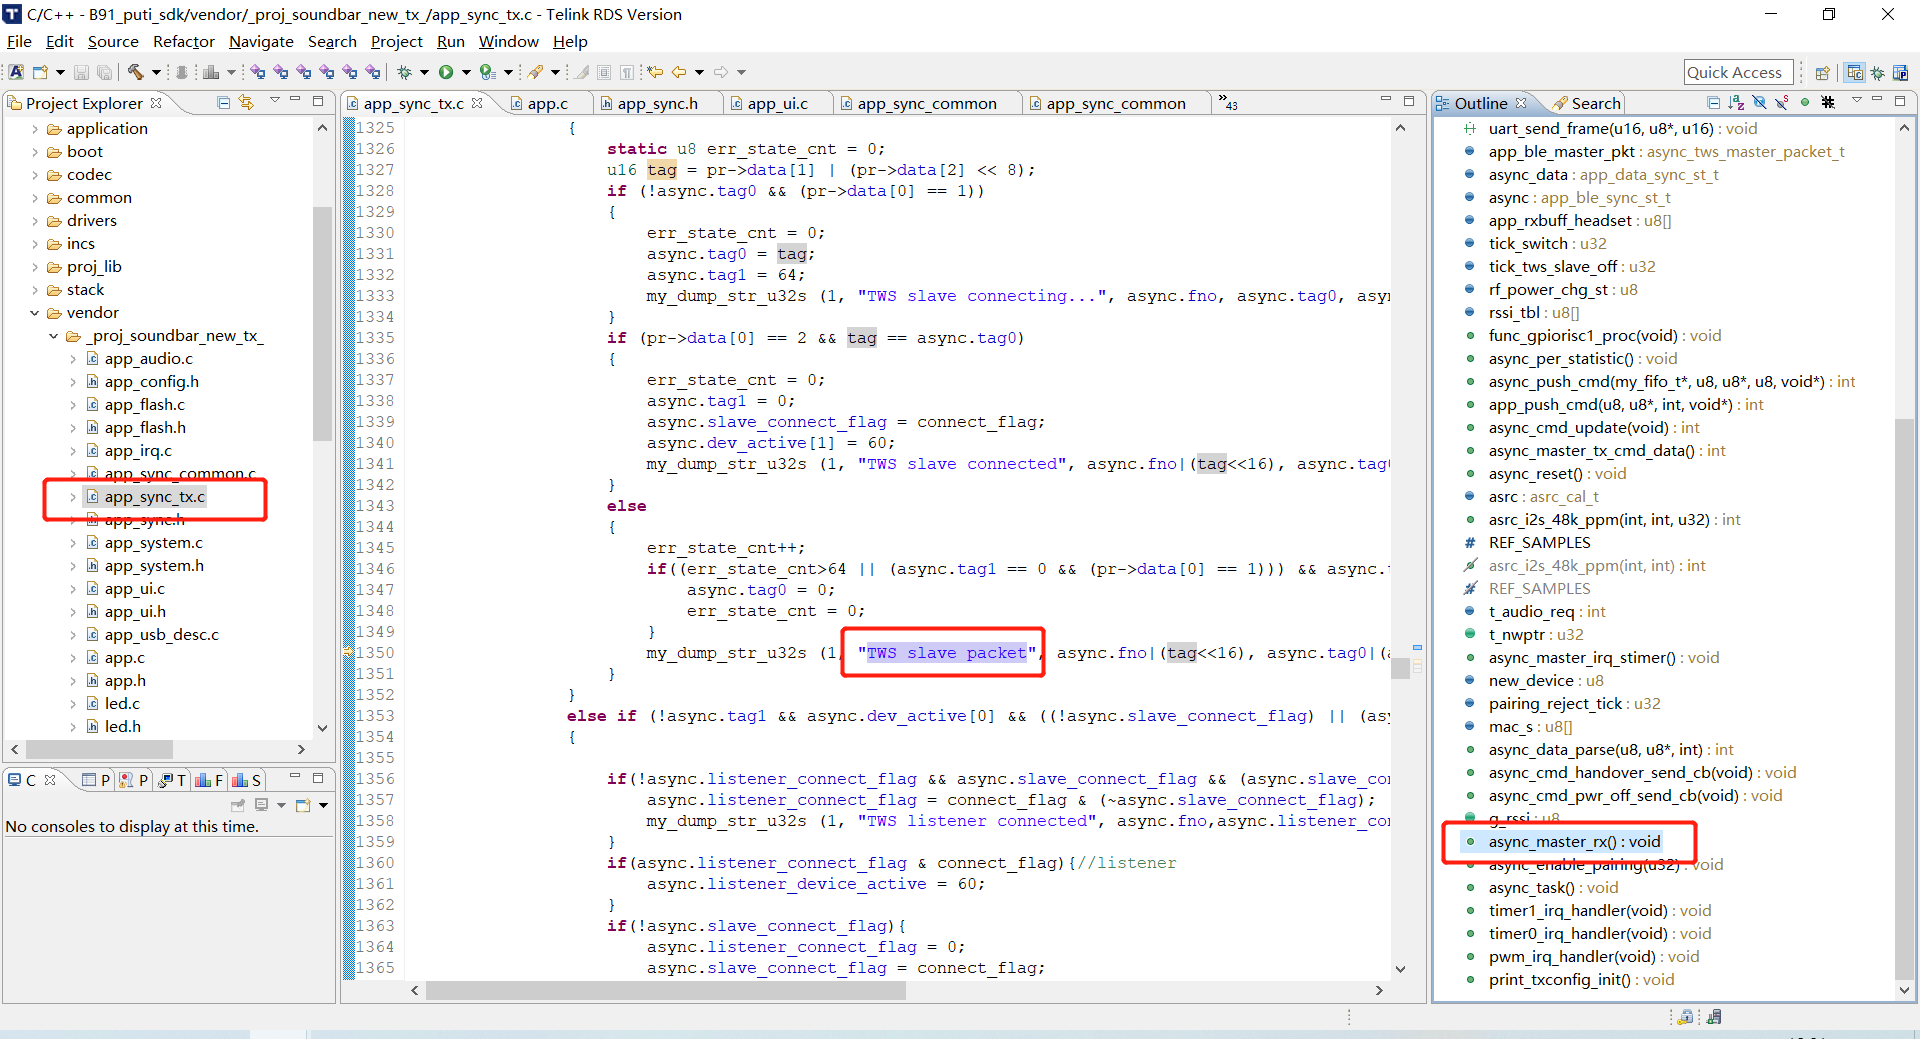 C/C++ - B91_puti_sdk/vendor/_proj_soundbar_new_tx_/app_sync_tx.c - Telink RDS Version
File Edit Source Refactor Navigate Search Project Run Window Help
Quick Access
Project Explorer
application
boot
codec
common
drivers
incs
proj_lib
stack
vendor
_proj_soundbar_new_tx_
app_audio.c
app_config.h
app_flash.c
app_flash.h
app_irq.c
app_sync_common.c
app_sync_tx.c
app_sync.h
app_system.c
app_system.h
app_ui.c
app_ui.h
app_usb_desc.c
app.c
app.h
led.c
led.h
C P P T F S
No consoles to display at this time.
app_sync_tx.c app.c app_sync.h app_ui.c app_sync_common app_sync_common »43
1325 {
1326 static u8 err_state_cnt = 0;
1327 u16 tag = pr->data[1] | (pr->data[2] << 8);
1328 if (!async.tag0 && (pr->data[0] == 1))
1329 {
1330 err_state_cnt = 0;
1331 async.tag0 = tag;
1332 async.tag1 = 64;
1333 my_dump_str_u32s (1, "TWS slave connecting...", async.fno, async.tag0, asyn
1334 }
1335 if (pr->data[0] == 2 && tag == async.tag0)
1336 {
1337 err_state_cnt = 0;
1338 async.tag1 = 0;
1339 async.slave_connect_flag = connect_flag;
1340 async.dev_active[1] = 60;
1341 my_dump_str_u32s (1, "TWS slave connected", async.fno|(tag<<16), async.tag0
1342 }
1343 else
1344 {
1345 err_state_cnt++;
1346 if((err_state_cnt>64 || (async.tag1 == 0 && (pr->data[0] == 1))) && async.t
1347 async.tag0 = 0;
1348 err_state_cnt = 0;
1349 }
1350 my_dump_str_u32s (1, "TWS slave packet", async.fno|(tag<<16), async.tag0|(a
1351 }
1352 }
1353 else if (!async.tag1 && async.dev_active[0] && ((!async.slave_connect_flag) || (asy
1354 {
1355
1356 if(!async.listener_connect_flag && async.slave_connect_flag && (async.slave_co
1357 async.listener_connect_flag = connect_flag & (~async.slave_connect_flag);
1358 my_dump_str_u32s (1, "TWS listener connected", async.fno,async.listener_co
1359 }
1360 if(async.listener_connect_flag & connect_flag){//listener
1361 async.listener_device_active = 60;
1362 }
1363 if(!async.slave_connect_flag){
1364 async.listener_connect_flag = 0;
1365 async.slave_connect_flag = connect_flag;
Outline Search
uart_send_frame(u16, u8*, u16) : void
app_ble_master_pkt : async_tws_master_packet_t
async_data : app_data_sync_st_t
async : app_ble_sync_st_t
app_rxbuff_headset : u8[]
tick_switch : u32
tick_tws_slave_off : u32
rf_power_chg_st : u8
rssi_tbl : u8[]
func_gpiorisc1_proc(void) : void
async_per_statistic() : void
async_push_cmd(my_fifo_t*, u8, u8*, u8, void*) : int
app_push_cmd(u8, u8*, int, void*) : int
async_cmd_update(void) : int
async_master_tx_cmd_data() : int
async_reset() : void
asrc : asrc_cal_t
asrc_i2s_48k_ppm(int, int, u32) : int
REF_SAMPLES
asrc_i2s_48k_ppm(int, int) : int
REF_SAMPLES
t_audio_req : int
t_nwptr : u32
async_master_irq_stimer() : void
new_device : u8
pairing_reject_tick : u32
mac_s : u8[]
async_data_parse(u8, u8*, int) : int
async_cmd_handover_send_cb(void) : void
async_cmd_pwr_off_send_cb(void) : void
g_rssi : u8
async_master_rx() : void
async_enable_pairing(u32) : void
async_task() : void
timer1_irq_handler(void) : void
timer0_irq_handler(void) : void
pwm_irq_handler(void) : void
print_txconfig_init() : void